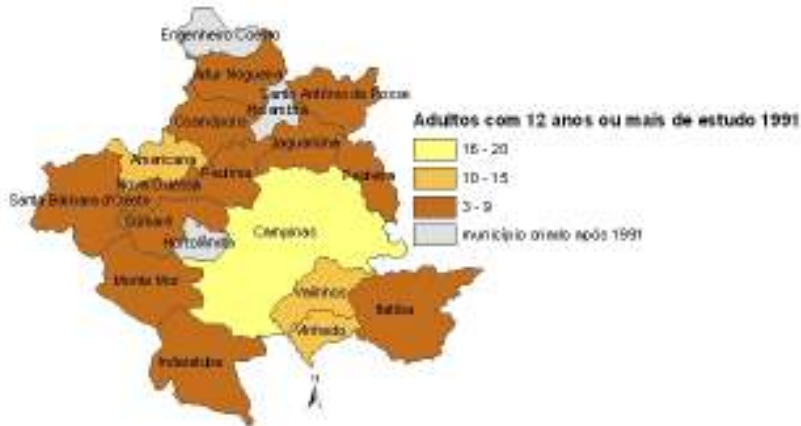 Engenheiro Coelho
Artur Nogueira
Santo Antônio de Posse
Holambra
Cosmópolis
Jaguariúna
Americana
Paulínia
Pedreira
Nova Odessa
Santa Bárbara d'Oeste
Sumaré
Hortolândia
Campinas
Monte Mor
Valinhos
Itatiba
Vinhedo
Indaiatuba
N
Adultos com 12 anos ou mais de estudo 1991
16 - 20
10 - 15
3 - 9
município criado após 1991